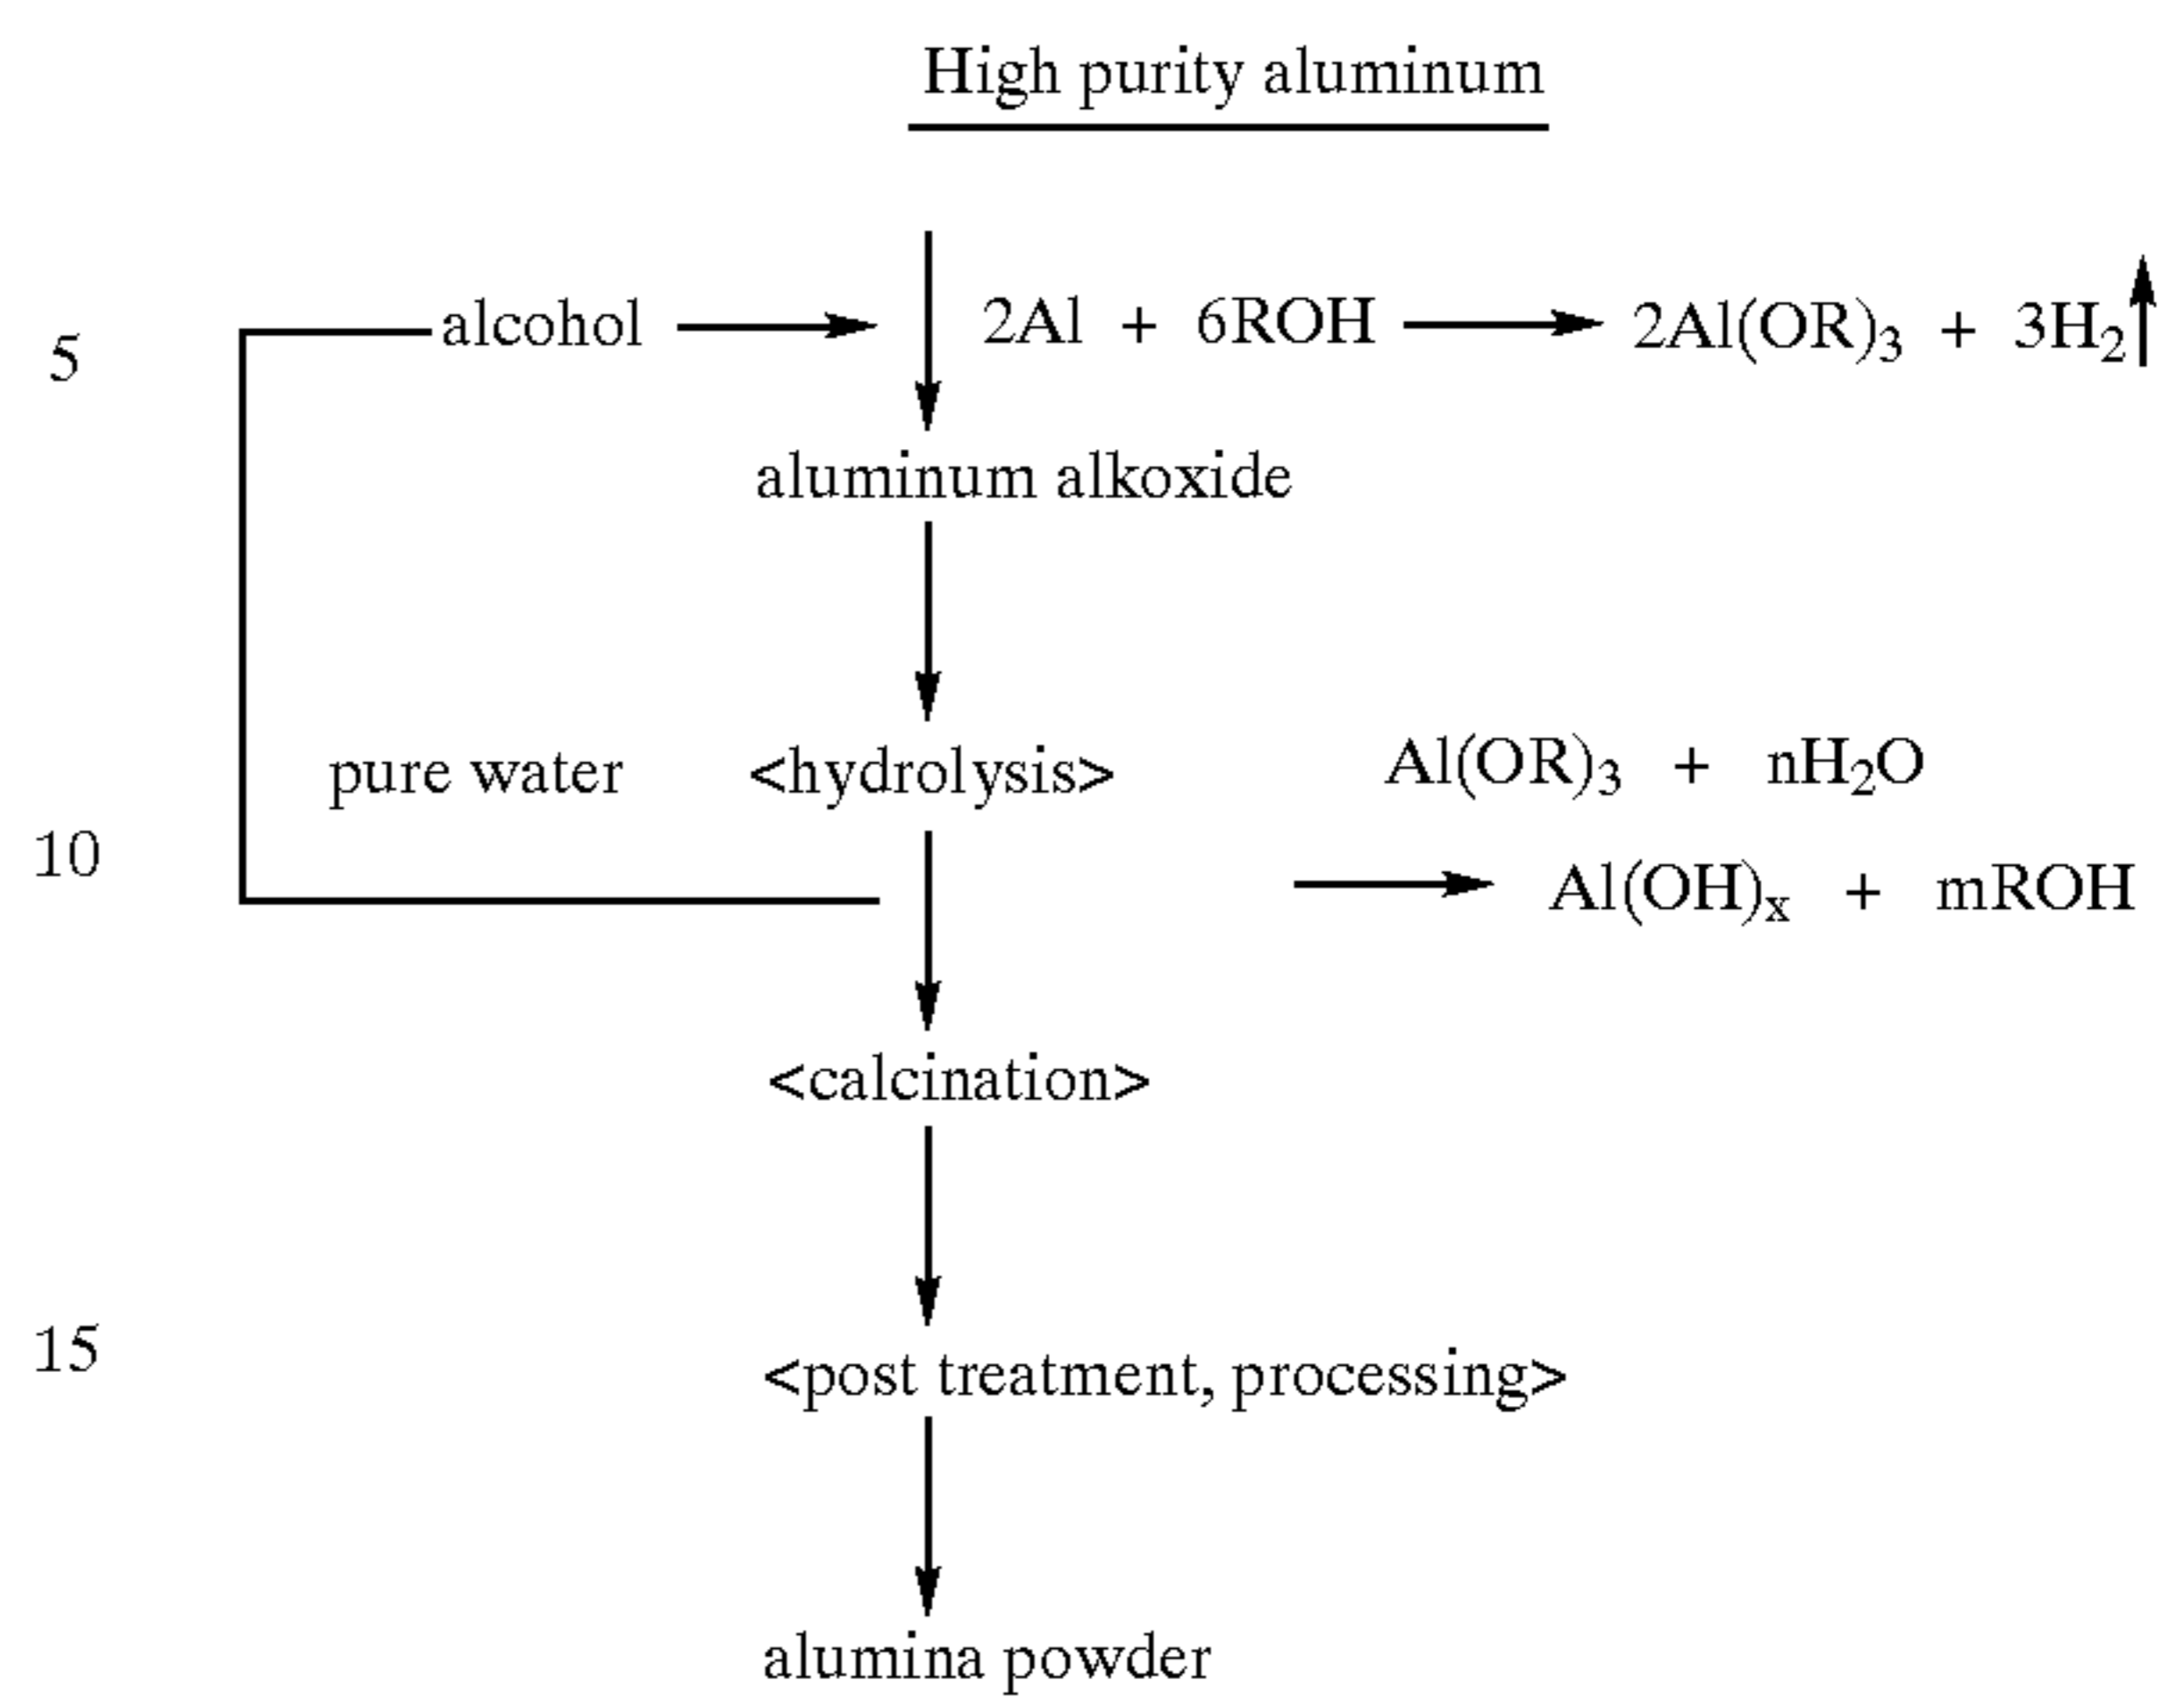 High purity aluminum
5 alcohol 2Al + 6ROH ⟶ 2Al(OR)₃ + 3H₂↑
aluminum alkoxide
pure water <hydrolysis> Al(OR)₃ + nH₂O
10 ⟶ Al(OH)ₓ + mROH
<calcination>
15 <post treatment, processing>
alumina powder